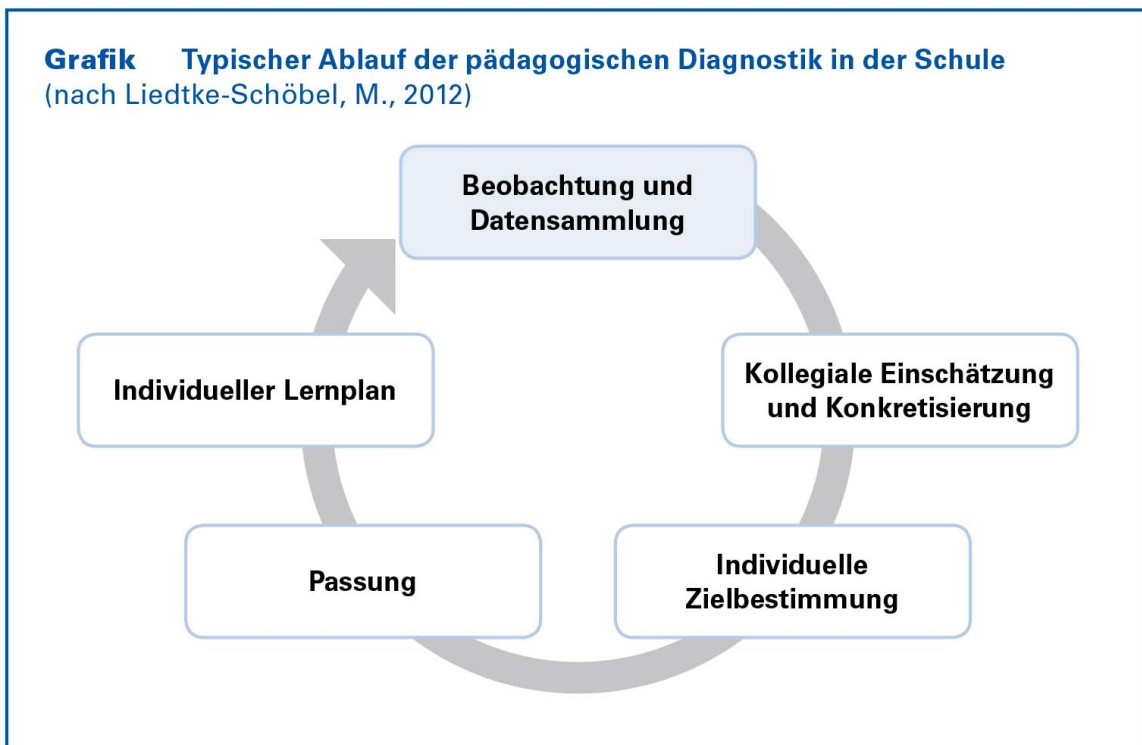 Grafik Typischer Ablauf der pädagogischen Diagnostik in der Schule
(nach Liedtke-Schöbel, M., 2012)
Beobachtung und
Datensammlung
Kollegiale Einschätzung
und Konkretisierung
Individuelle
Zielbestimmung
Passung
Individueller Lernplan